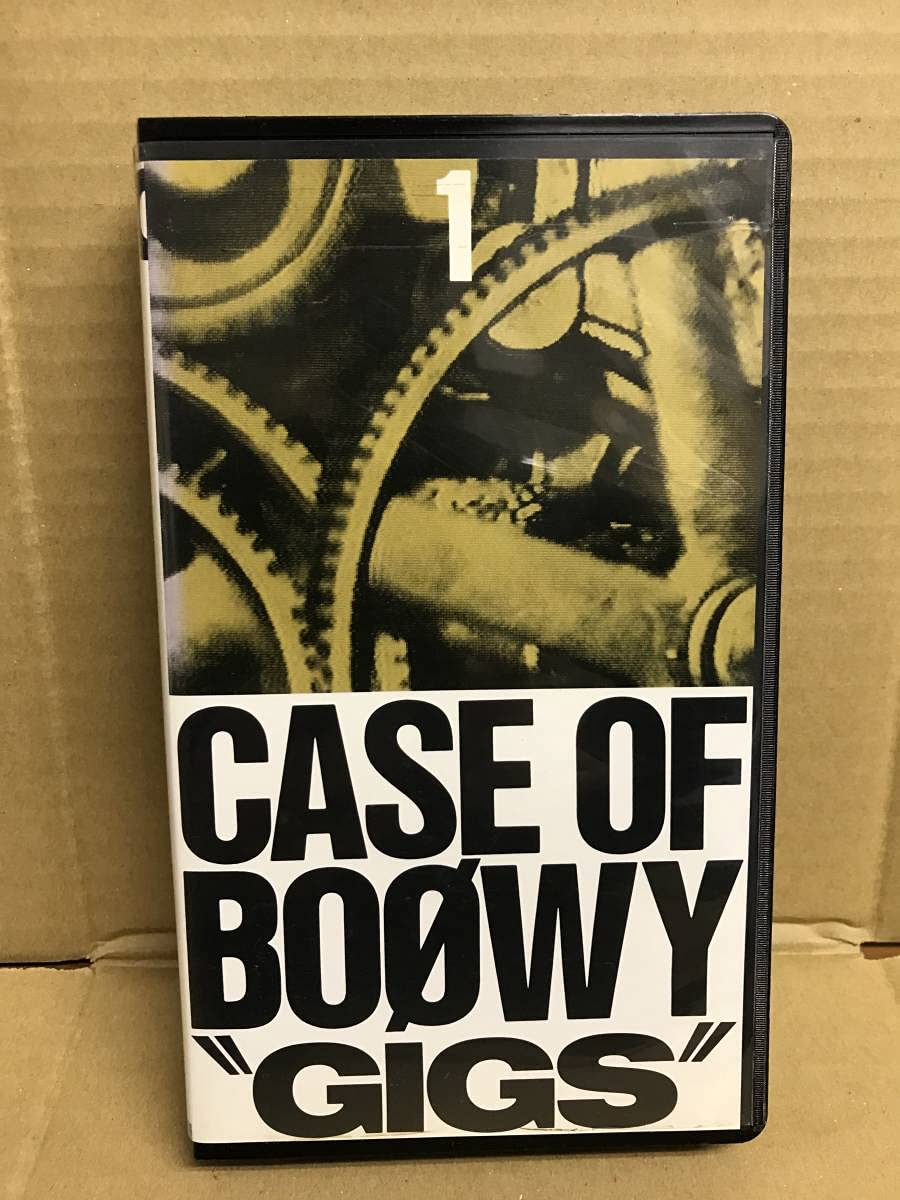 1
CASE OF
BOØWY
"GIGS"